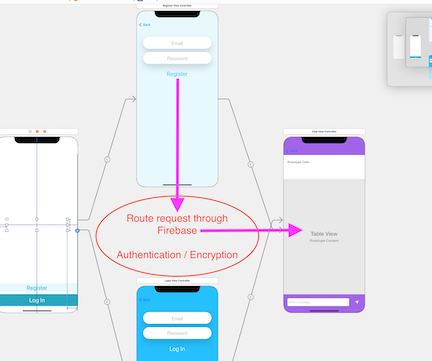 Register View Controller
Back
Email
Password
Register
Chat View Controller
Prototype Cells
Route request through
Firebase
Authentication / Encryption
Table View
Prototype Content
Login View Controller
Email
Password
Register
Log In
Log In